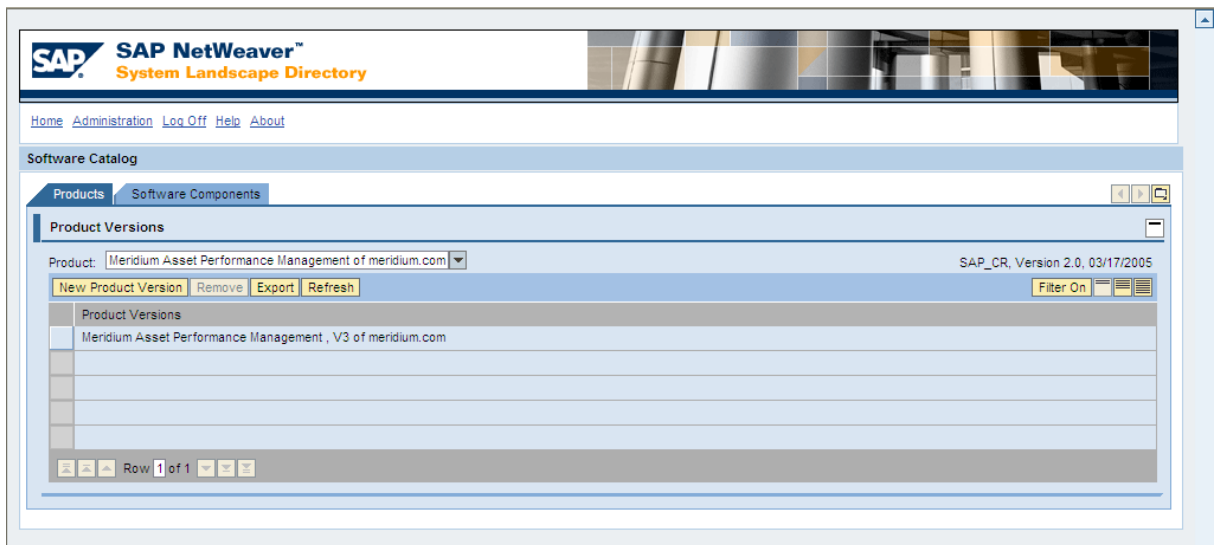 SAP SAP NetWeaver™
System Landscape Directory
Home Administration Log Off Help About
Software Catalog
Products Software Components
Product Versions
Product: Meridium Asset Performance Management of meridium.com SAP_CR, Version 2.0, 03/17/2005
New Product Version Remove Export Refresh Filter On
Product Versions
Meridium Asset Performance Management , V3 of meridium.com
Row 1 of 1